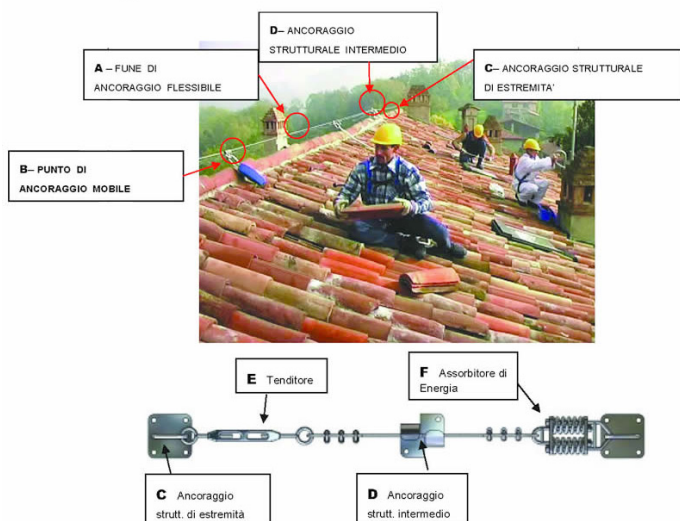 D– ANCORAGGIO
STRUTTURALE INTERMEDIO
A – FUNE DI
ANCORAGGIO FLESSIBILE
C– ANCORAGGIO STRUTTURALE
DI ESTREMITA’
B– PUNTO DI
ANCORAGGIO MOBILE
E Tenditore
F Assorbitore di
Energia
C Ancoraggio
strutt. di estremità
D Ancoraggio
strutt. intermedio